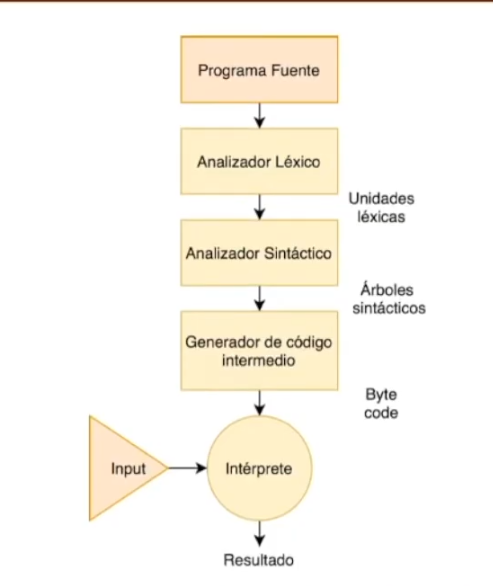 Programa Fuente
Analizador Léxico
Unidades
léxicas
Analizador Sintáctico
Árboles
sintácticos
Generador de código
intermedio
Byte
code
Input
Intérprete
Resultado